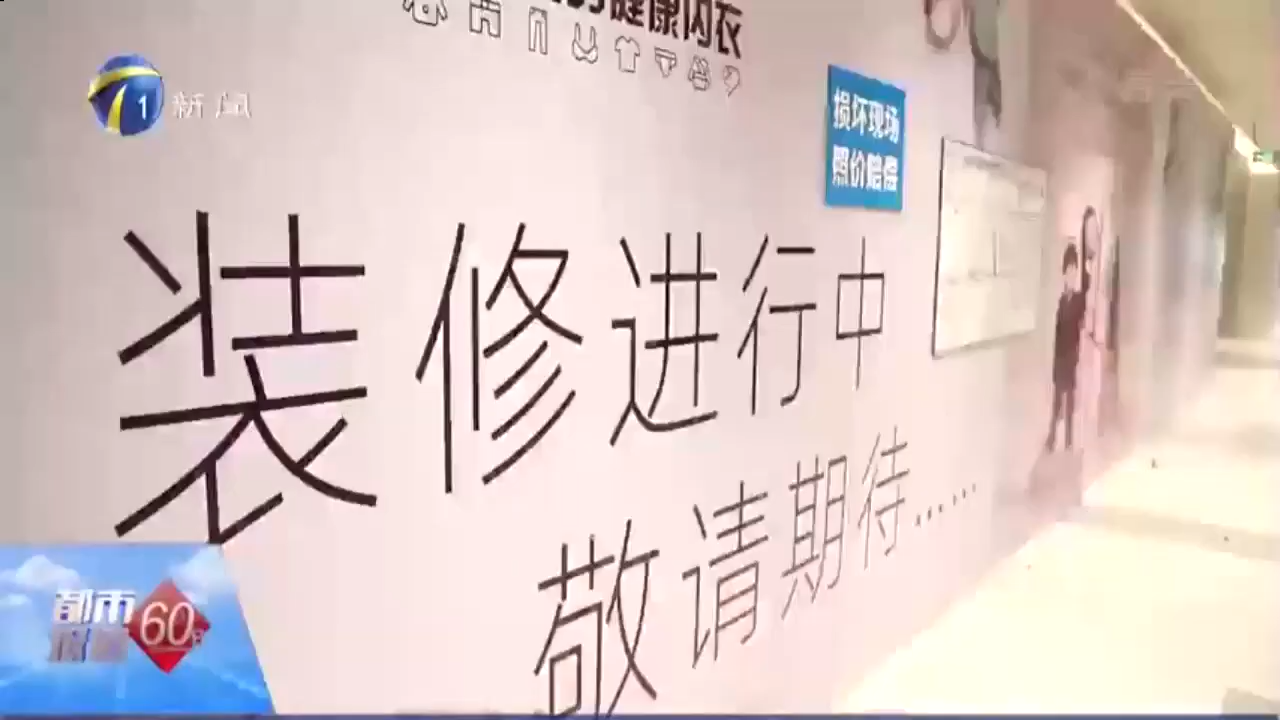 健康内衣
1 新闻
损坏现场
照价赔偿
装修进行中
敬请期待......
都市
60